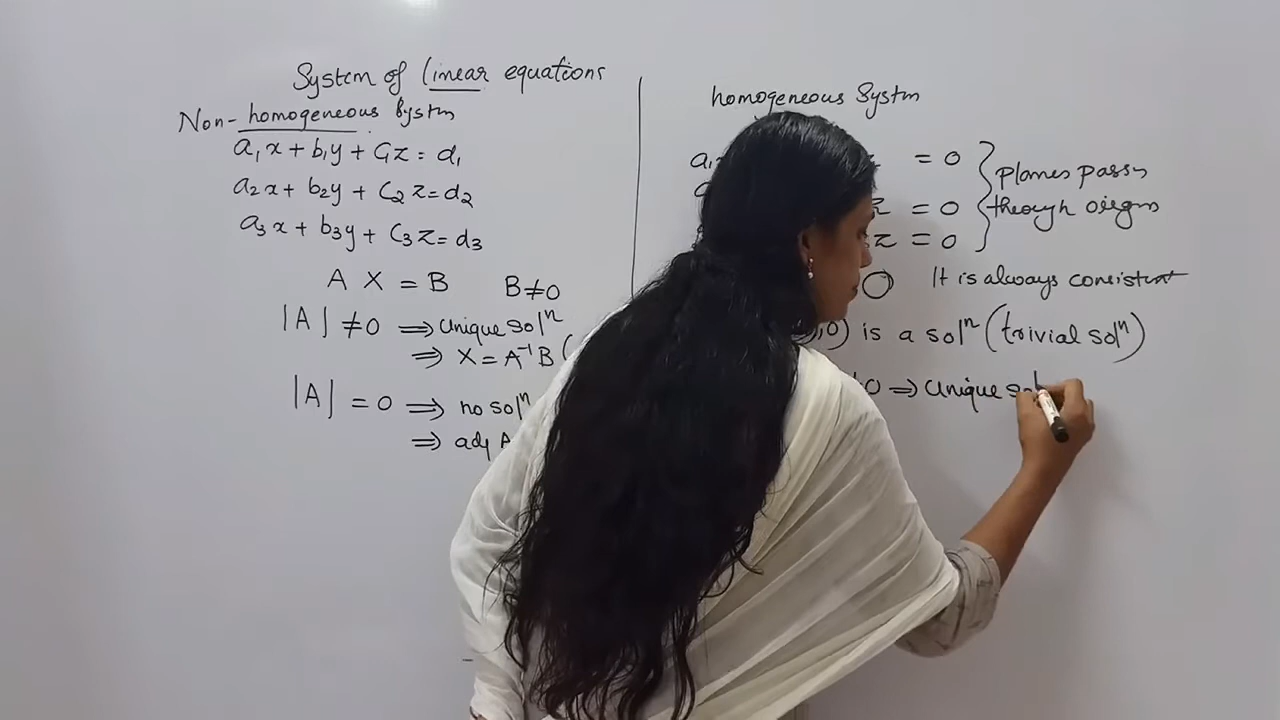 System of linear equations
Non-homogeneous System
a₁x + b₁y + c₁z = d₁
a₂x + b₂y + c₂z = d₂
a₃x + b₃y + c₃z = d₃
A X = B B≠0
|A| ≠0 ⇒ Unique solⁿ
⇒ X = A⁻¹B (
|A| = 0 ⇒ no solⁿ
⇒ adj A
homogeneous Systm
a₁ = 0
z = 0
z = 0
planes passes
through origin
O It is always consistent
,0) is a solⁿ (trivial solⁿ)
0 ⇒ Unique sol